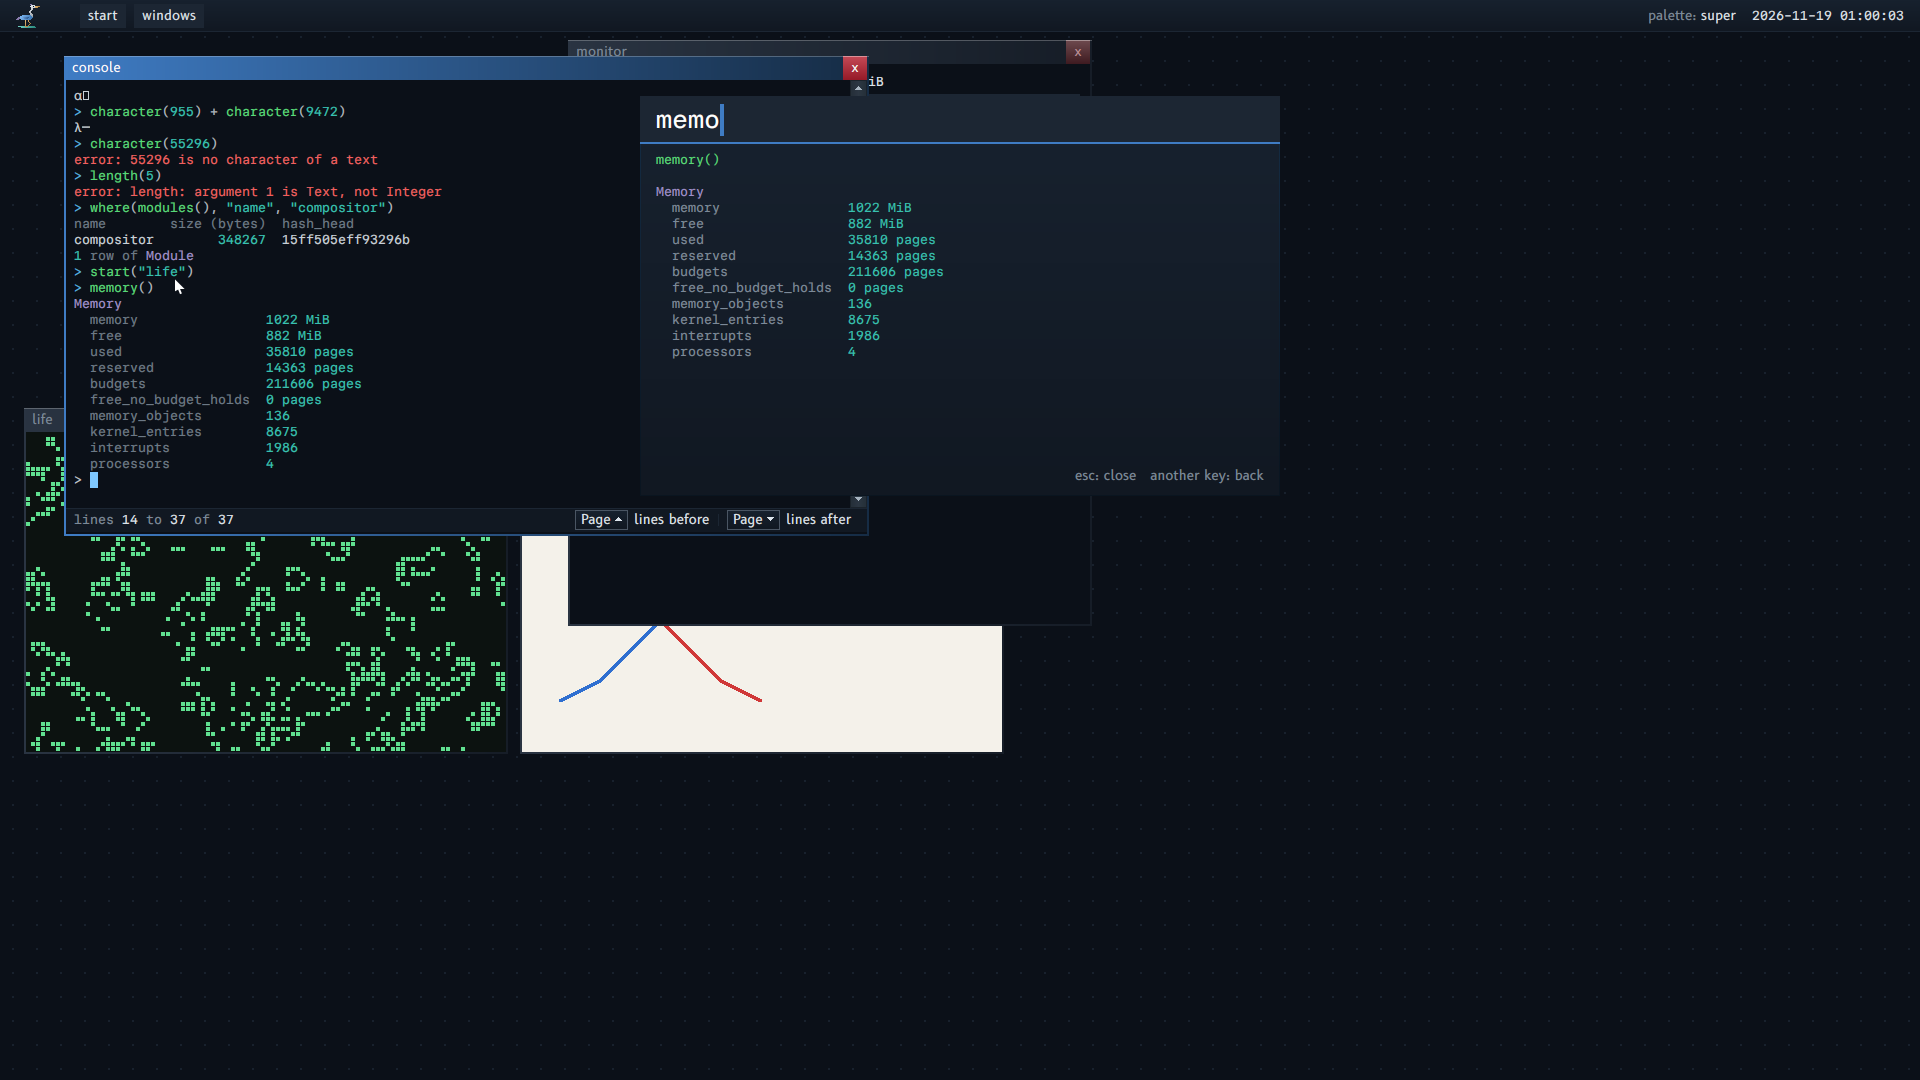 start windows palette: super 2026-11-19 01:00:03
monitor x
console x
iB
α▯
> character(955) + character(9472)
λ─
> character(55296)
error: 55296 is no character of a text
> length(5)
error: length: argument 1 is Text, not Integer
> where(modules(), "name", "compositor")
name size (bytes) hash_head
compositor 348267 15ff505eff93296b
1 row of Module
> start("life")
> memory()
Memory
memory 1022 MiB
free 882 MiB
used 35810 pages
reserved 14363 pages
budgets 211606 pages
free_no_budget_holds 0 pages
memory_objects 136
kernel_entries 8675
interrupts 1986
processors 4
>
lines 14 to 37 of 37 Page lines before Page lines after
memo
memory()
Memory
memory 1022 MiB
free 882 MiB
used 35810 pages
reserved 14363 pages
budgets 211606 pages
free_no_budget_holds 0 pages
memory_objects 136
kernel_entries 8675
interrupts 1986
processors 4
esc: close another key: back
life